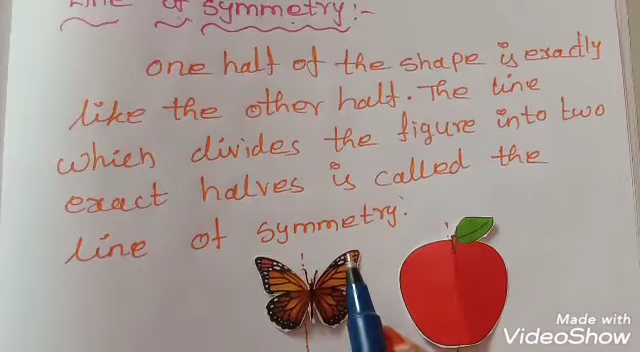 Line of Symmetry:-
one half of the shape is exactly
like the other half. The line
which divides the figure into two
exact halves is called the
line of symmetry.
Made with
VideoShow